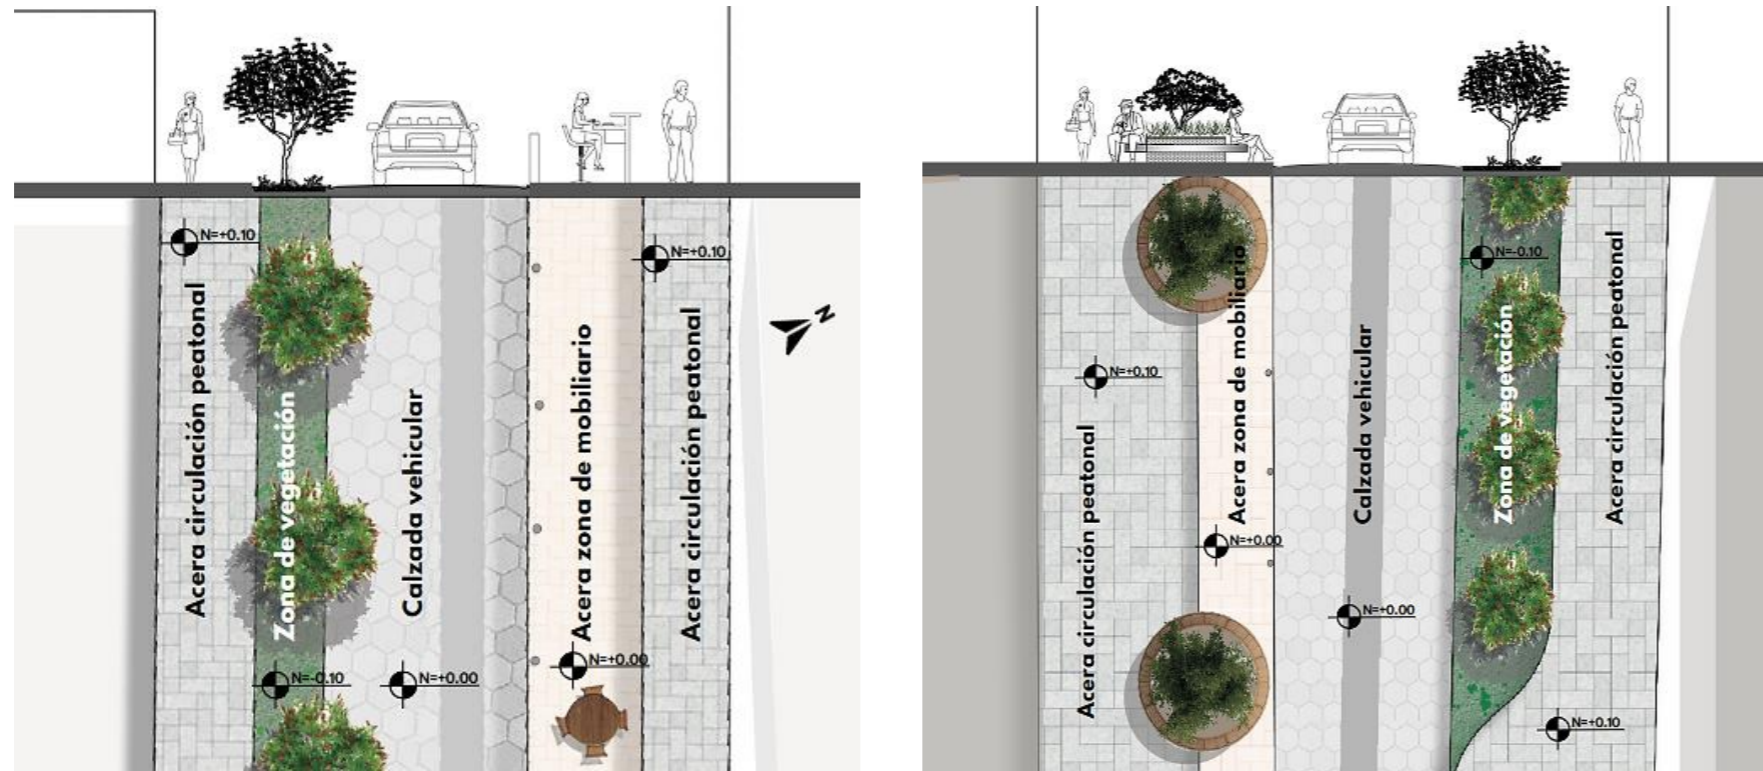 N=+0.10
Acera circulación peatonal
Zona de vegetación
N=-0.10
Calzada vehicular
N=+0.00
Acera zona de mobiliario
N=+0.00
N=+0.10
Acera circulación peatonal
N
N=+0.10
Acera circulación peatonal
Acera zona de mobiliario
N=+0.00
Calzada vehicular
N=+0.00
N=-0.10
Zona de vegetación
Acera circulación peatonal
N=+0.10